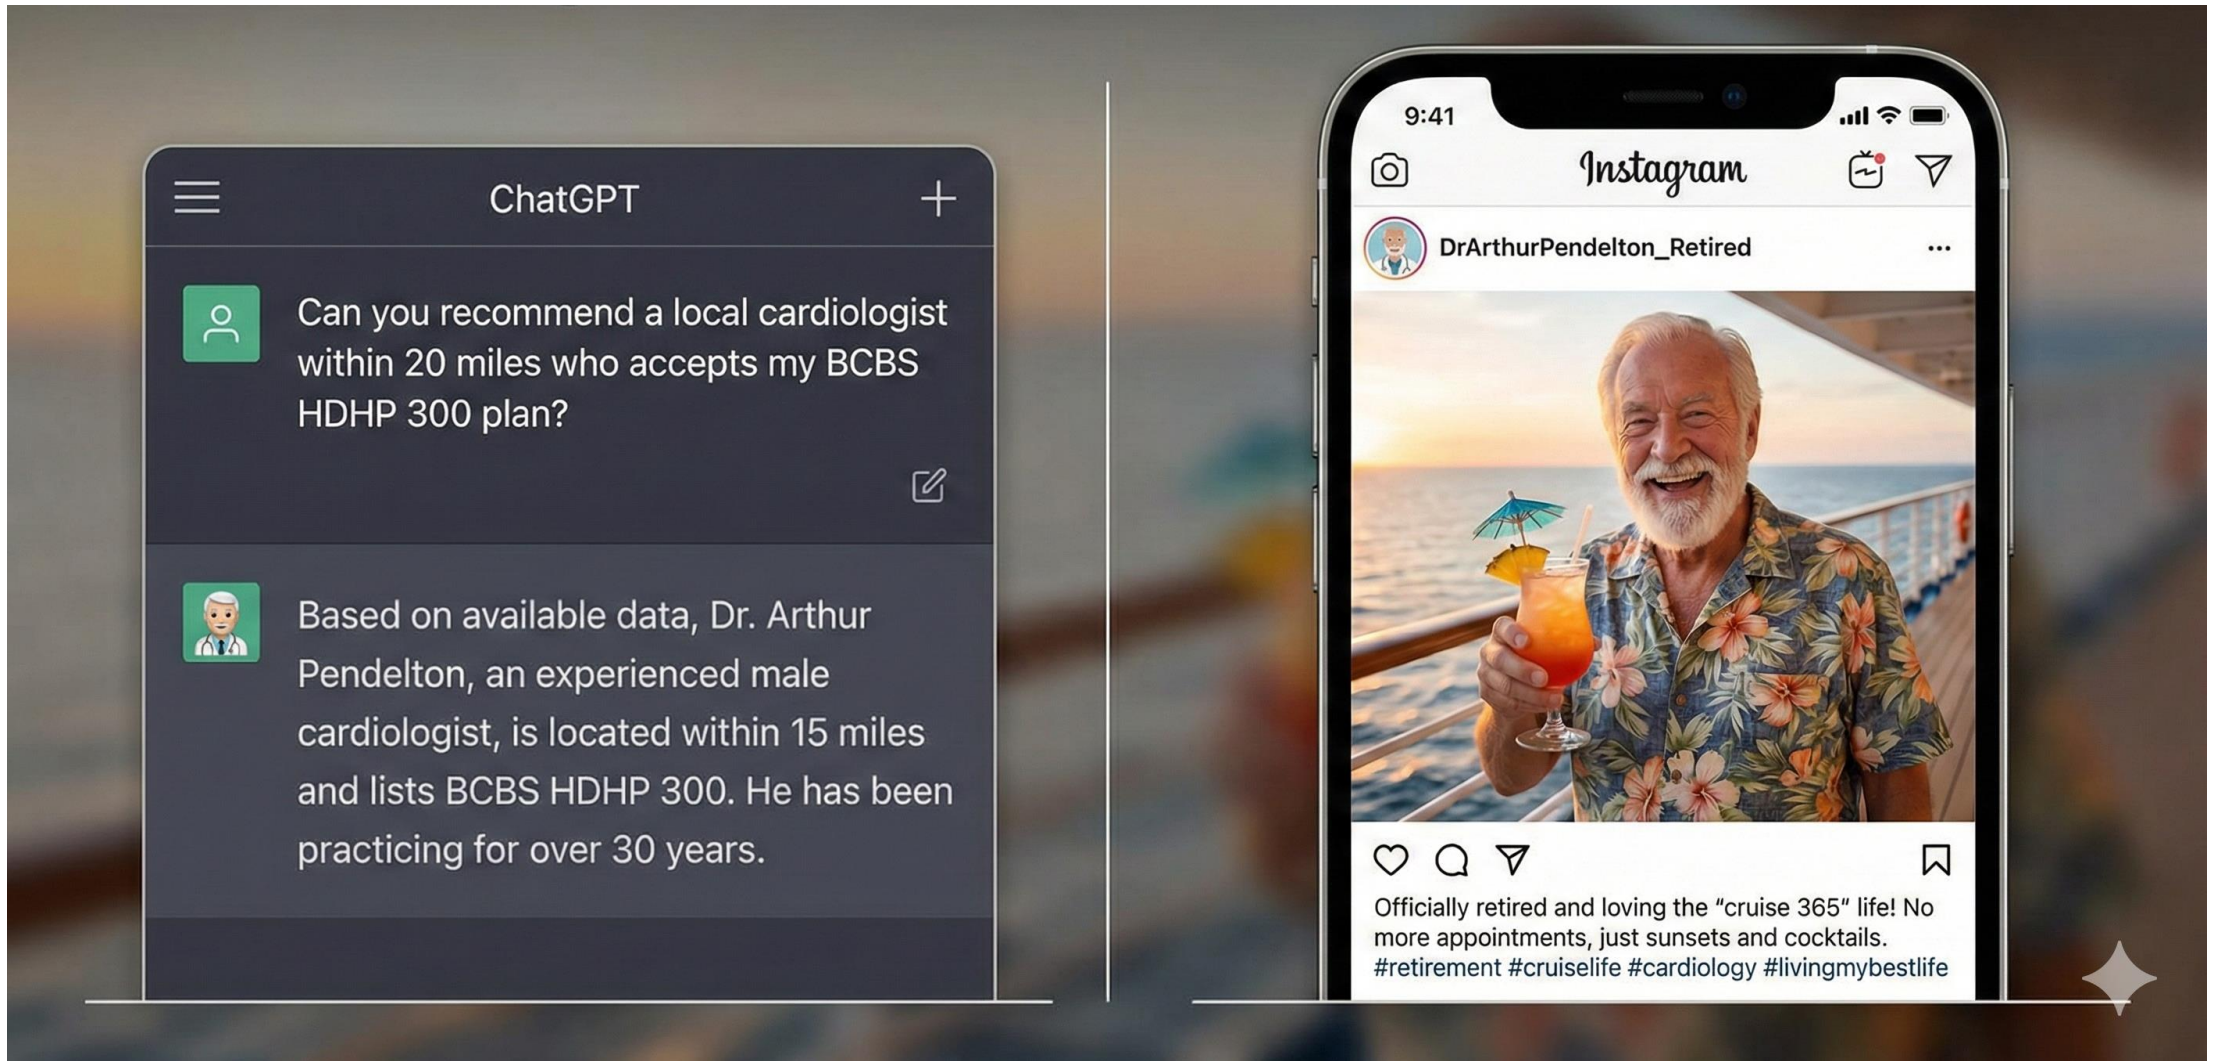 ChatGPT
Can you recommend a local cardiologist
within 20 miles who accepts my BCBS
HDHP 300 plan?
Based on available data, Dr. Arthur
Pendelton, an experienced male
cardiologist, is located within 15 miles
and lists BCBS HDHP 300. He has been
practicing for over 30 years.
9:41
Instagram
DrArthurPendelton_Retired
Officially retired and loving the “cruise 365” life! No
more appointments, just sunsets and cocktails.
#retirement #cruiselife #cardiology #livingmybestlife